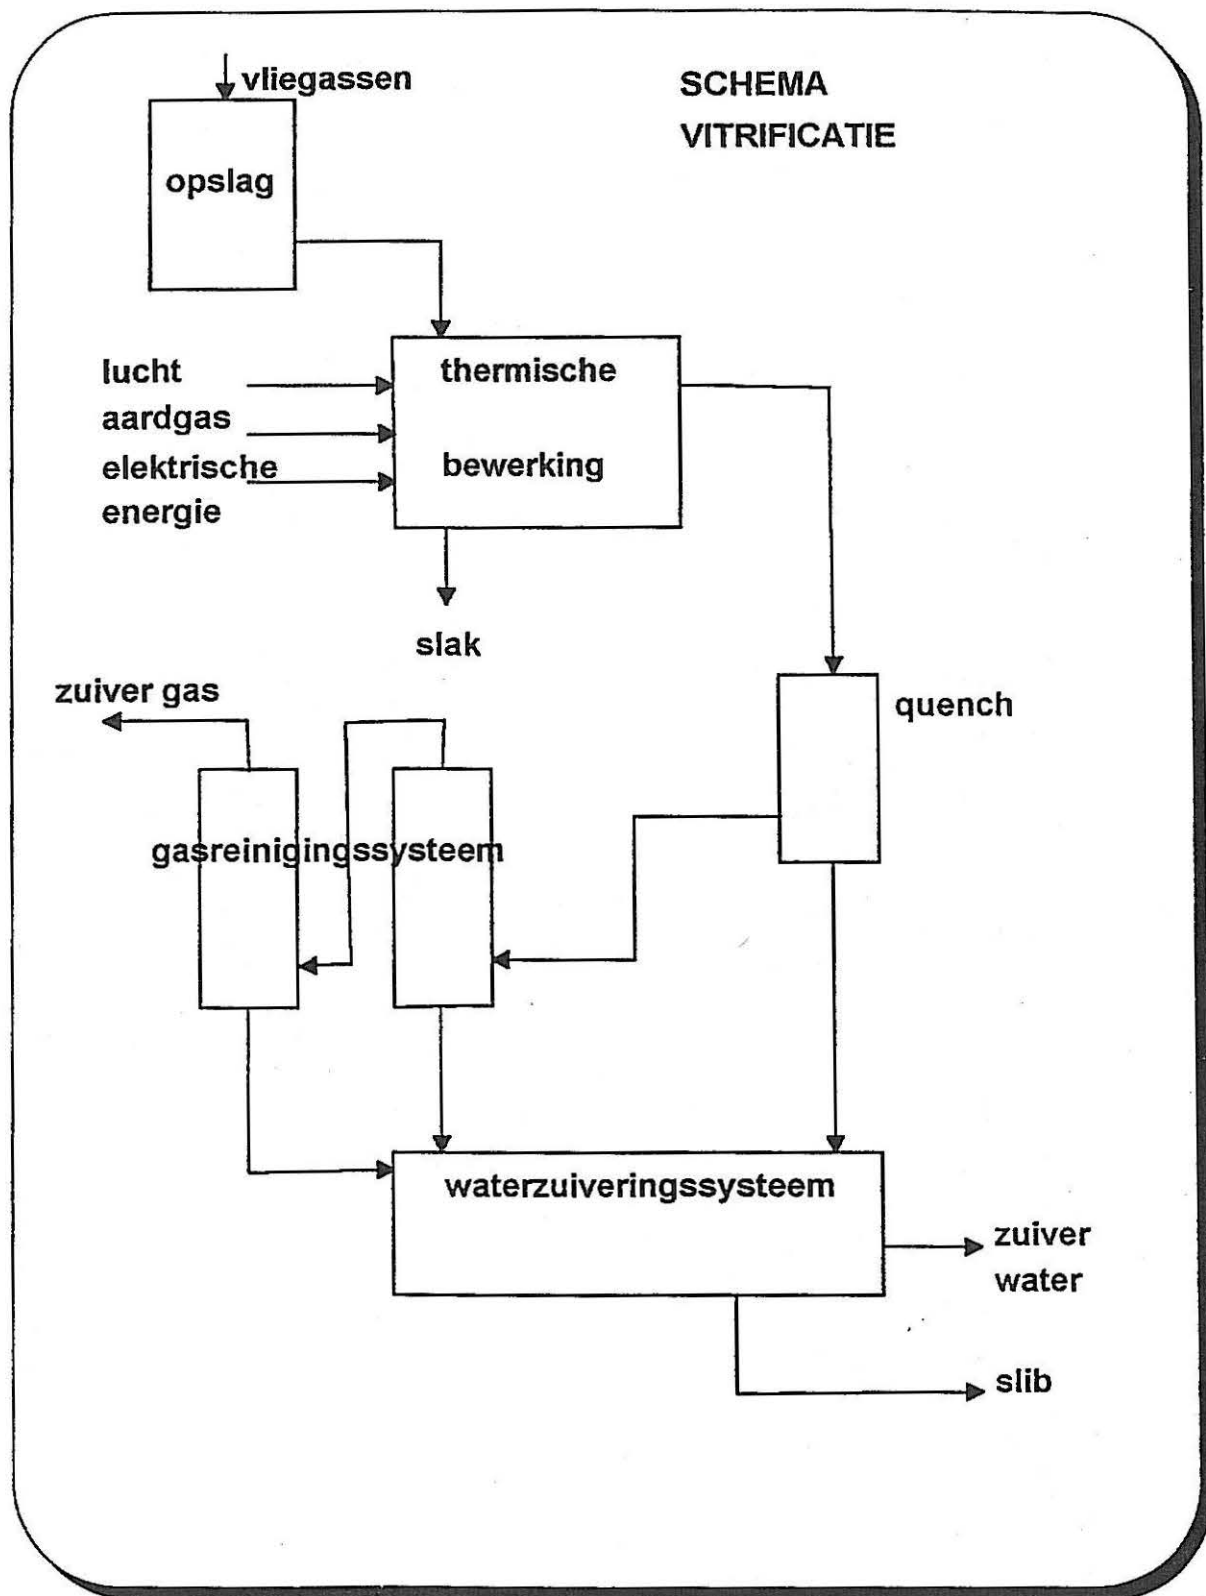 vliegassen
SCHEMA
VITRIFICATIE
opslag
lucht
aardgas
elektrische
energie
thermische
bewerking
slak
zuiver gas
quench
gasreinigingssysteem
waterzuiveringssysteem
zuiver
water
slib